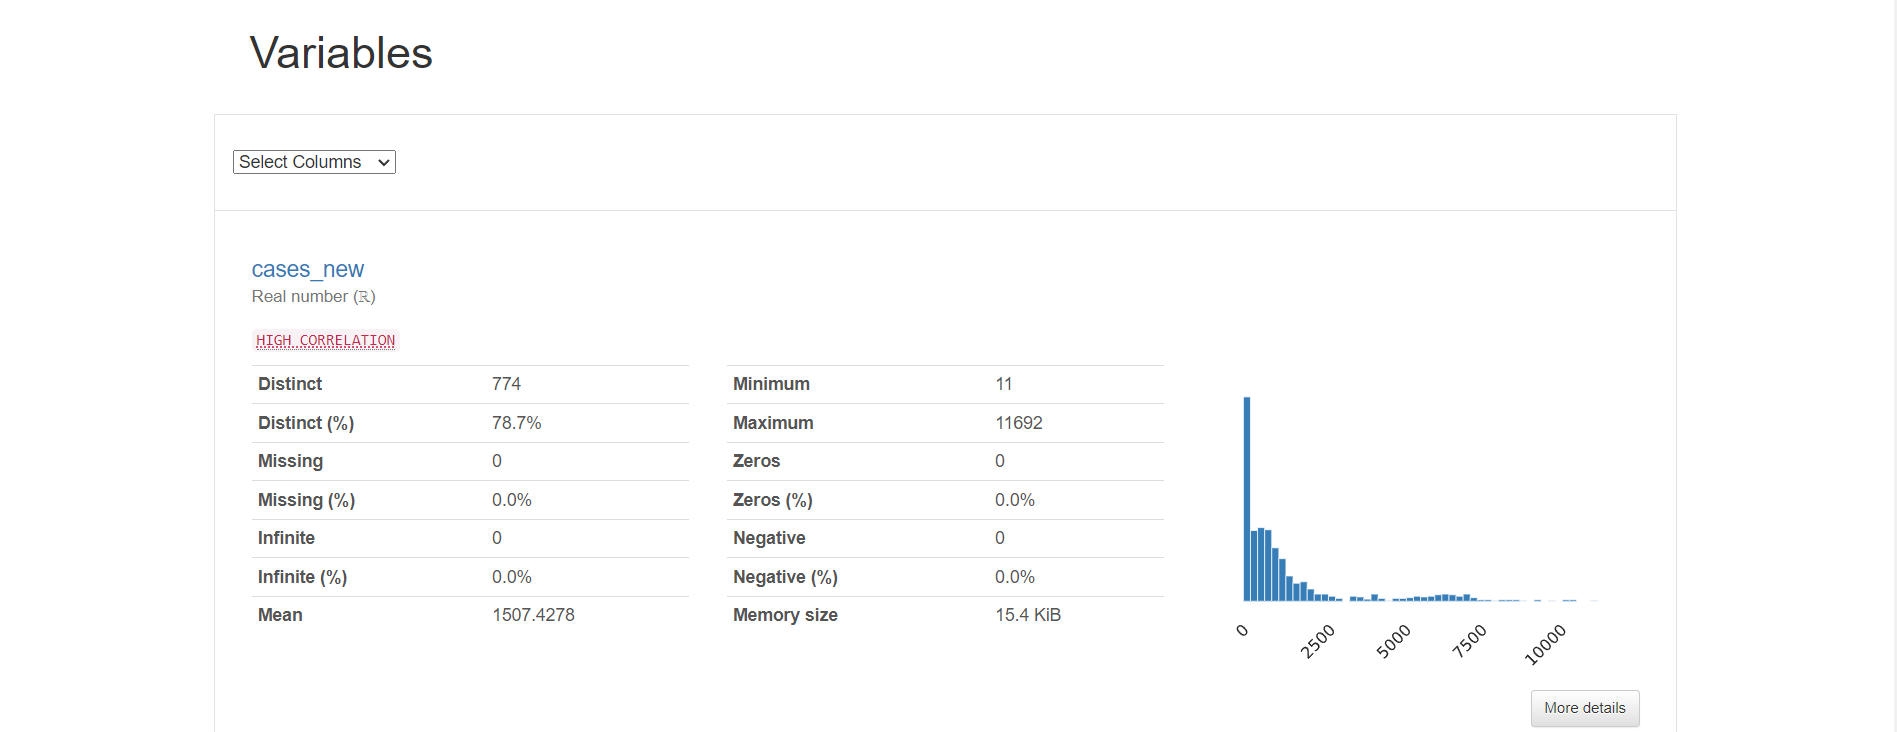 Variables
Select Columns
cases_new
Real number (ℝ)
HIGH CORRELATION
Distinct 774
Distinct (%) 78.7%
Missing 0
Missing (%) 0.0%
Infinite 0
Infinite (%) 0.0%
Mean 1507.4278
Minimum 11
Maximum 11692
Zeros 0
Zeros (%) 0.0%
Negative 0
Negative (%) 0.0%
Memory size 15.4 KiB
0 2500 5000 7500 10000
More details